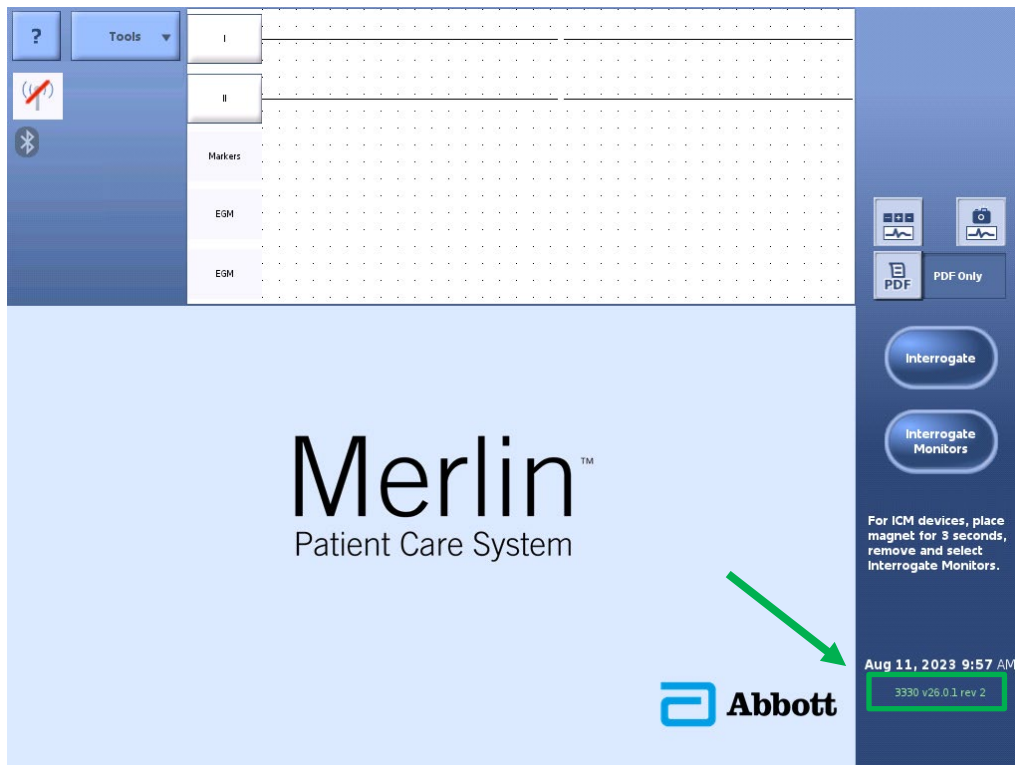 ?
Tools
I
II
Markers
EGM
EGM
PDF
PDF Only
Interrogate
Interrogate
Monitors
For ICM devices, place
magnet for 3 seconds,
remove and select
Interrogate Monitors.
Merlin™
Patient Care System
Abbott
Aug 11, 2023 9:57 AM
3330 v26.0.1 rev 2